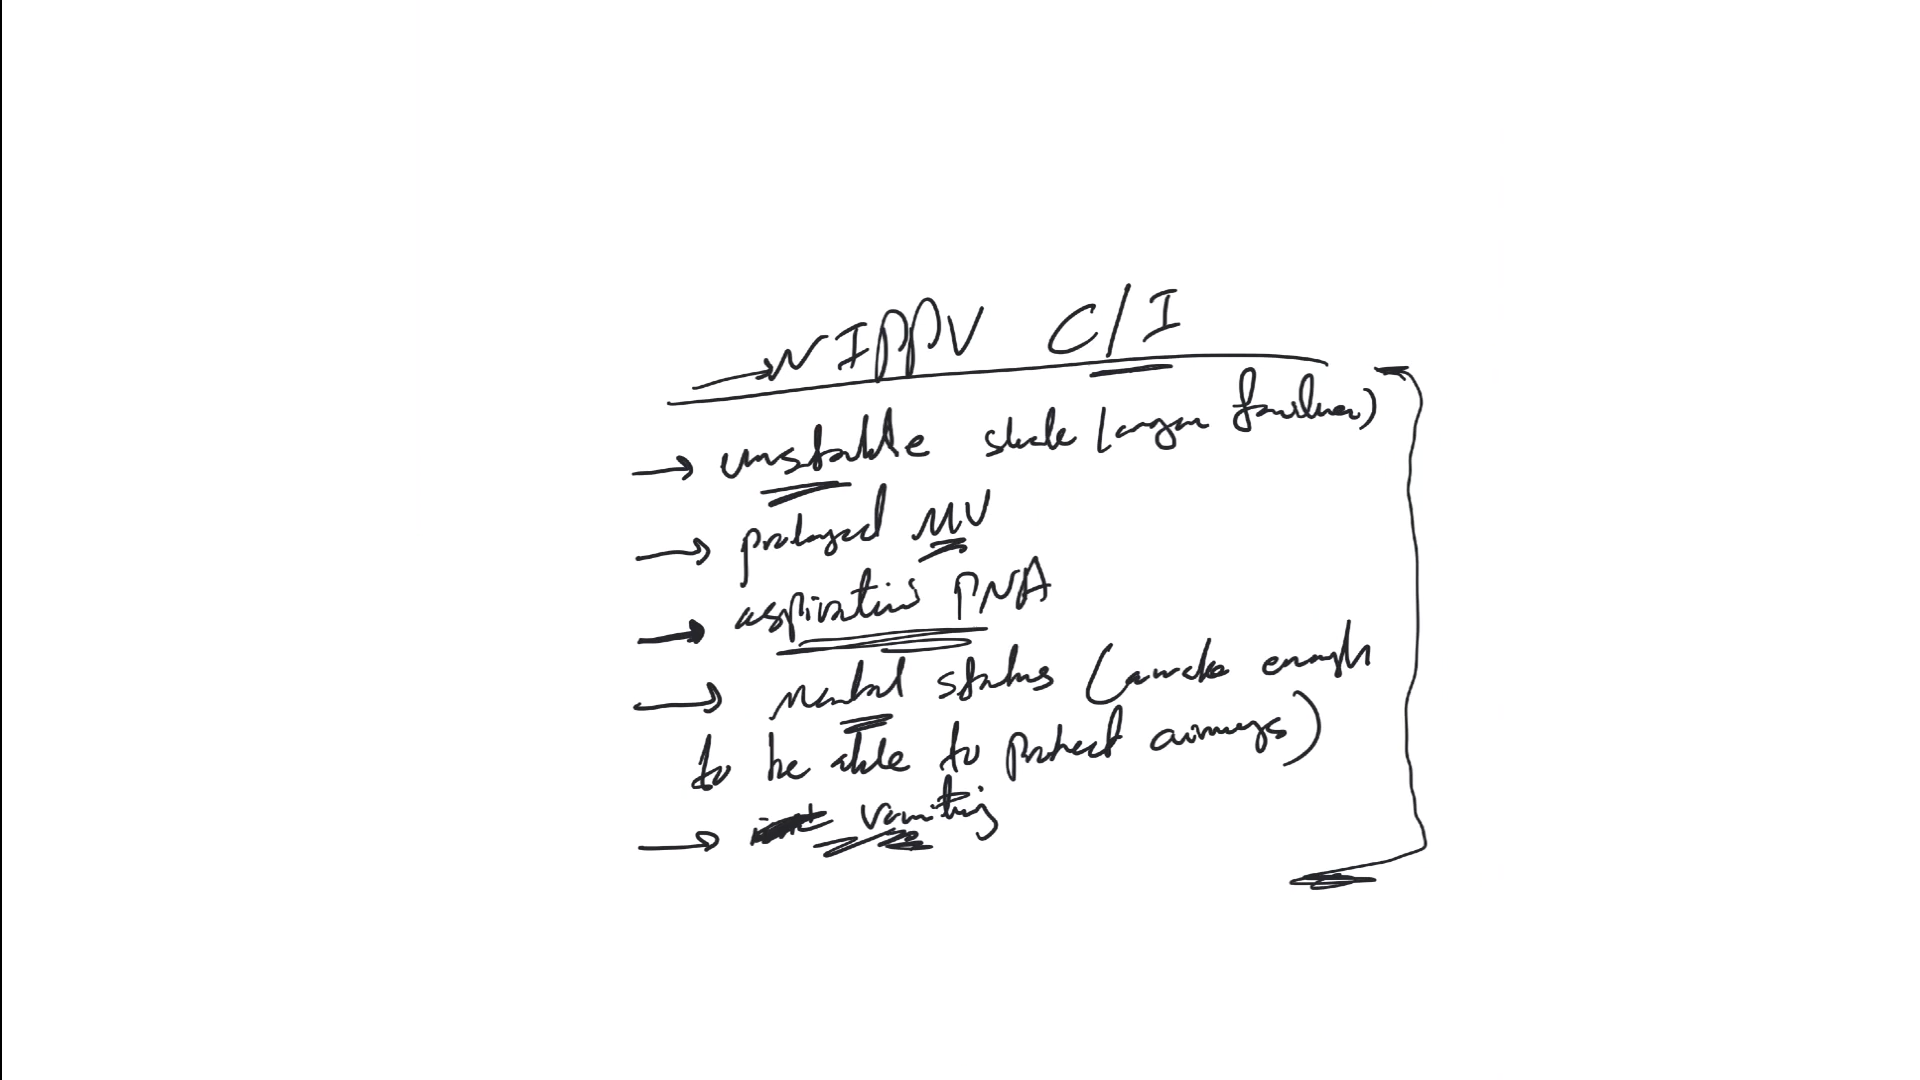 NIPPV C/I
→ unstable state (organ failures)
→ prolonged MV
→ aspiration PNA
→ mental status (awake enough
to be able to protect airways)
→ vomiting